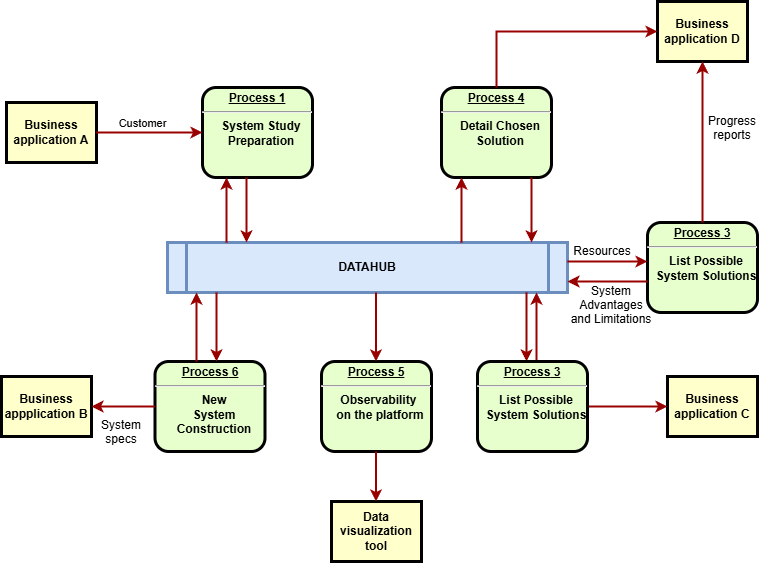 Business
application D
Process 1
System Study
Preparation
Process 4
Detail Chosen
Solution
Business
application A
Customer
Progress
reports
Process 3
List Possible
System Solutions
DATAHUB
Resources
System
Advantages
and Limitations
Process 6
New
System
Construction
Process 5
Observability
on the platform
Process 3
List Possible
System Solutions
Business
appplication B
System
specs
Business
application C
Data
visualization
tool